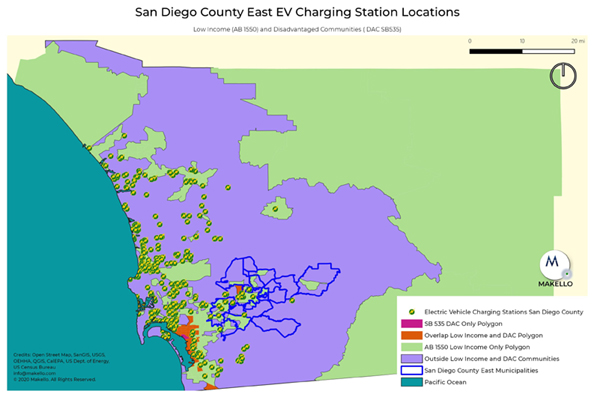 San Diego County East EV Charging Station Locations
Low Income (AB 1550) and Disadvantaged Communities ( DAC SB535)
0 10 20 mi
M
MAKELLO
Electric Vehicle Charging Stations San Diego County
SB 535 DAC Only Polygon
Overlap Low Income and DAC Polygon
AB 1550 Low Income Only Polygon
Outside Low Income and DAC Communities
San Diego County East Municipalities
Pacific Ocean
Credits: Open Street Map, SanGIS, USGS,
OEHHA, QGIS, CalEPA, US Dept. of Energy,
US Census Bureau
info@makello.com
© 2020 Makello. All Rights Reserved.